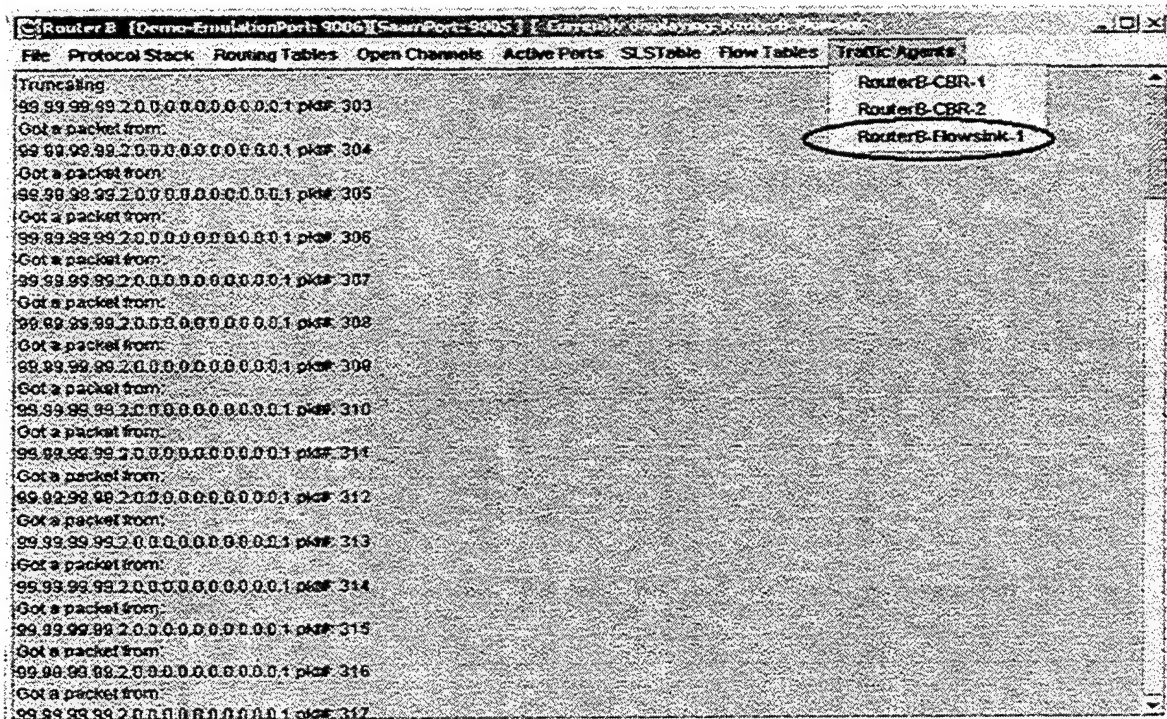 Router B [Demo-EmulationPort: 9006][SaamPort: 9005] [ Currently displaying: Router
File Protocol Stack Routing Tables Open Channels Active Ports SLSTable Flow Tables Traffic Agents
RouterB-CBR-1
RouterB-CBR-2
RouterB-Flowsink-1
Truncating
99.99.99.99.2.0.0.0.0.0.0.0.0.0.0.1 pkt#: 303
Got a packet from:
99.99.99.99.2.0.0.0.0.0.0.0.0.0.0.1 pkt#: 304
Got a packet from:
99.99.99.99.2.0.0.0.0.0.0.0.0.0.0.1 pkt#: 305
Got a packet from:
99.99.99.99.2.0.0.0.0.0.0.0.0.0.0.1 pkt#: 306
Got a packet from:
99.99.99.99.2.0.0.0.0.0.0.0.0.0.0.1 pkt#: 307
Got a packet from:
99.99.99.99.2.0.0.0.0.0.0.0.0.0.0.1 pkt#: 308
Got a packet from:
99.99.99.99.2.0.0.0.0.0.0.0.0.0.0.1 pkt#: 309
Got a packet from:
99.99.99.99.2.0.0.0.0.0.0.0.0.0.0.1 pkt#: 310
Got a packet from:
99.99.99.99.2.0.0.0.0.0.0.0.0.0.0.1 pkt#: 311
Got a packet from:
99.99.99.99.2.0.0.0.0.0.0.0.0.0.0.1 pkt#: 312
Got a packet from:
99.99.99.99.2.0.0.0.0.0.0.0.0.0.0.1 pkt#: 313
Got a packet from:
99.99.99.99.2.0.0.0.0.0.0.0.0.0.0.1 pkt#: 314
Got a packet from:
99.99.99.99.2.0.0.0.0.0.0.0.0.0.0.1 pkt#: 315
Got a packet from:
99.99.99.99.2.0.0.0.0.0.0.0.0.0.0.1 pkt#: 316
Got a packet from:
99.99.99.99.2.0.0.0.0.0.0.0.0.0.0.1 pkt#: 317